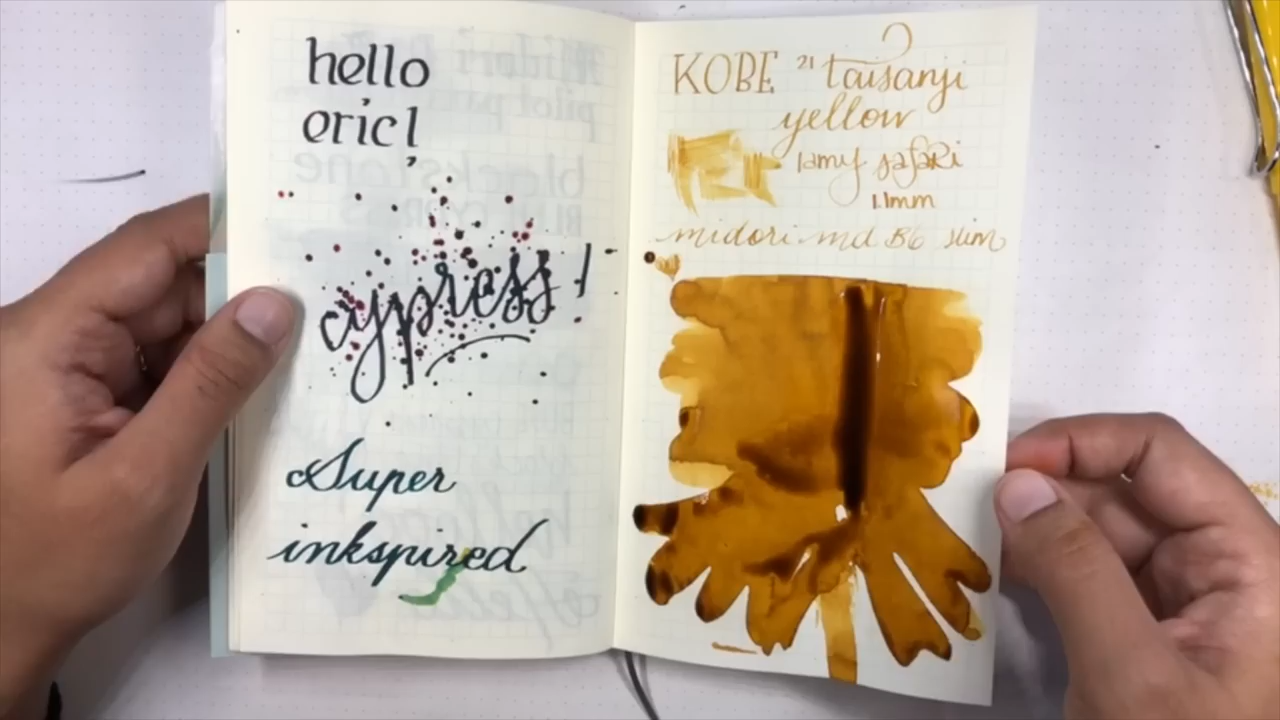 hello
eric!
cypress!
Super
inkspired
KOBE 21 taisanji
yellow
lamy safari
1.1mm
midori md B6 slim